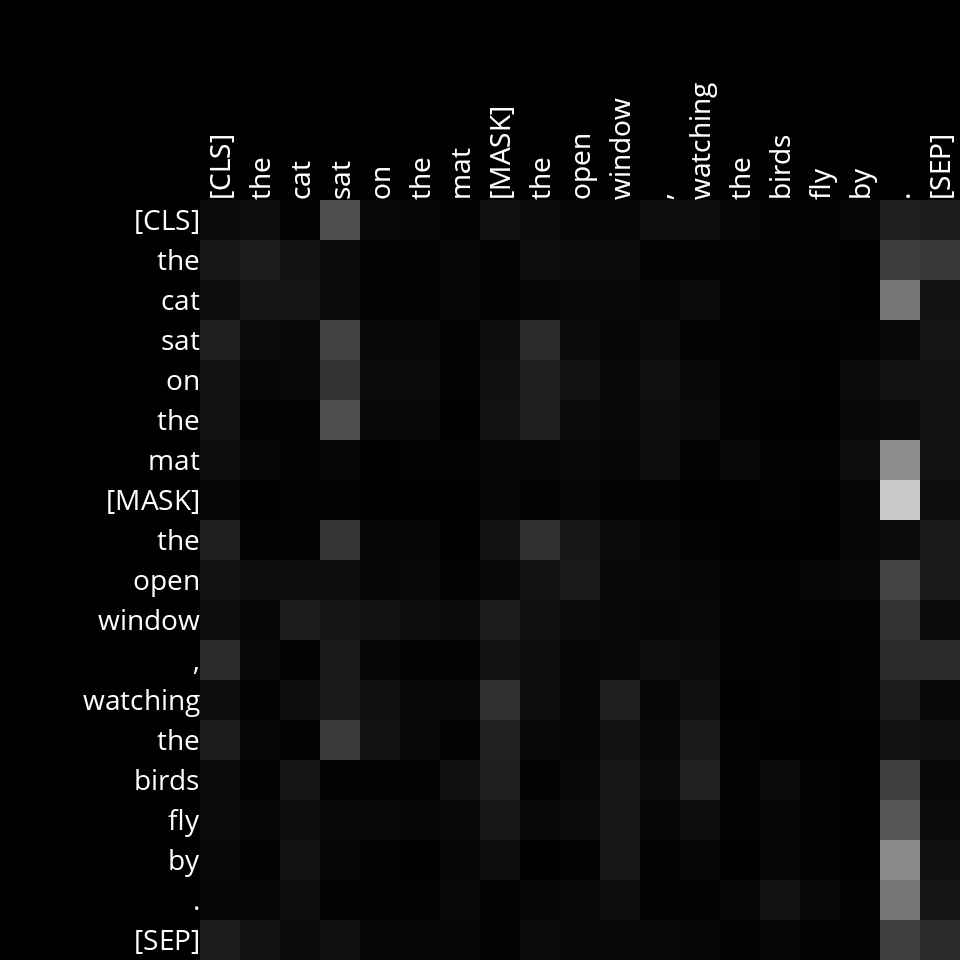 [CLS] the cat sat on the mat [MASK] the open window , watching the birds fly by . [SEP]
[CLS]
the
cat
sat
on
the
mat
[MASK]
the
open
window
,
watching
the
birds
fly
by
.
[SEP]